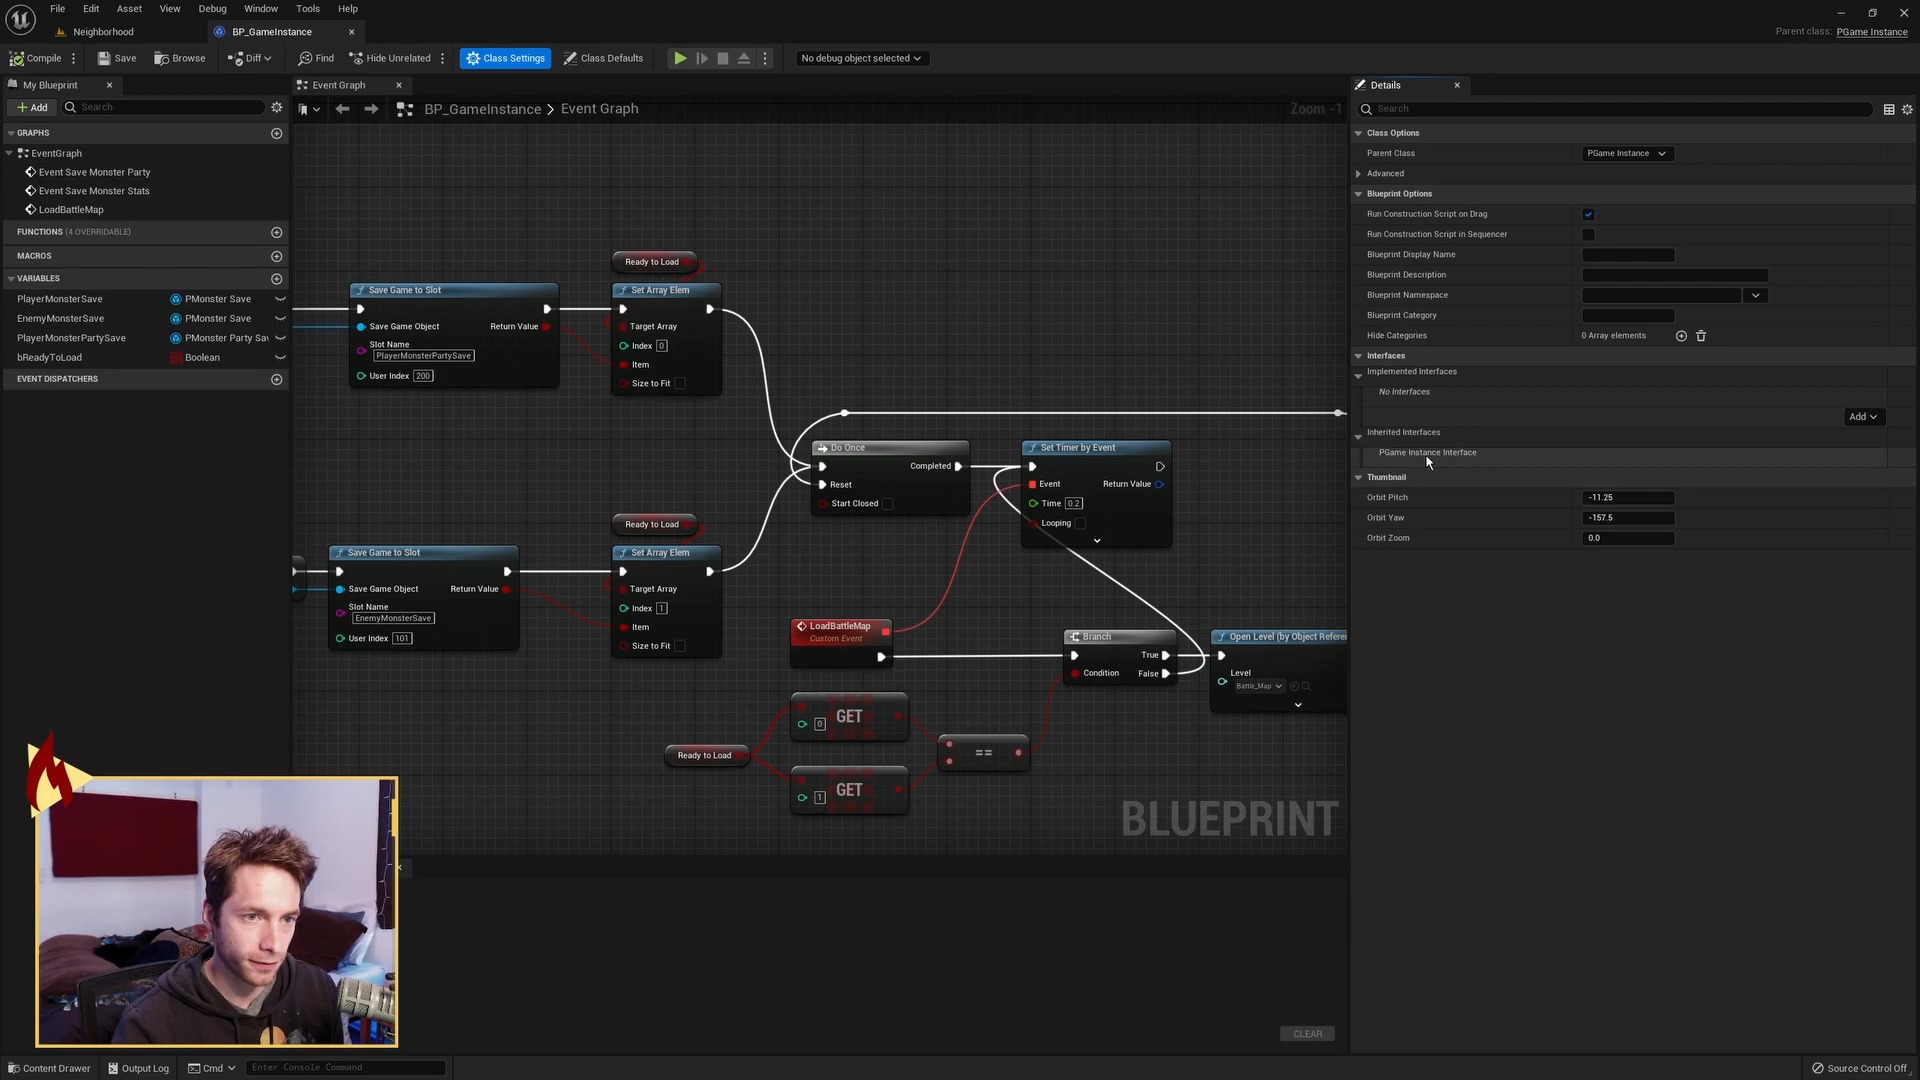 File Edit Asset View Debug Window Tools Help
Neighborhood
BP_GameInstance
Parent class: PGame Instance
Compile
Save
Browse
Diff
Find
Hide Unrelated
Class Settings
Class Defaults
No debug object selected
My Blueprint
Add
Search
GRAPHS
EventGraph
Event Save Monster Party
Event Save Monster Stats
LoadBattleMap
FUNCTIONS (4 OVERRIDABLE)
MACROS
VARIABLES
PlayerMonsterSave PMonster Save
EnemyMonsterSave PMonster Save
PlayerMonsterPartySave PMonster Party Sav
bReadyToLoad Boolean
EVENT DISPATCHERS
Event Graph
BP_GameInstance > Event Graph
Zoom -1
Ready to Load
Save Game to Slot
Save Game Object Return Value
Slot Name
PlayerMonsterPartySave
User Index 200
Set Array Elem
Target Array
Index 0
Item
Size to Fit
Do Once
Completed
Reset
Start Closed
Set Timer by Event
Event Return Value
Time 0.2
Looping
Ready to Load
Save Game to Slot
Save Game Object Return Value
Slot Name
EnemyMonsterSave
User Index 101
Set Array Elem
Target Array
Index 1
Item
Size to Fit
LoadBattleMap
Custom Event
Branch
True
Condition False
Open Level (by Object Referen
Level
Battle_Map
GET
0
Ready to Load
==
GET
1
BLUEPRINT
CLEAR
Details
Search
Class Options
Parent Class PGame Instance
Advanced
Blueprint Options
Run Construction Script on Drag
Run Construction Script in Sequencer
Blueprint Display Name
Blueprint Description
Blueprint Namespace
Blueprint Category
Hide Categories 0 Array elements
Interfaces
Implemented Interfaces
No Interfaces
Add
Inherited Interfaces
PGame Instance Interface
Thumbnail
Orbit Pitch -11.25
Orbit Yaw -157.5
Orbit Zoom 0.0
Content Drawer
Output Log
Cmd
Enter Console Command
Source Control Off